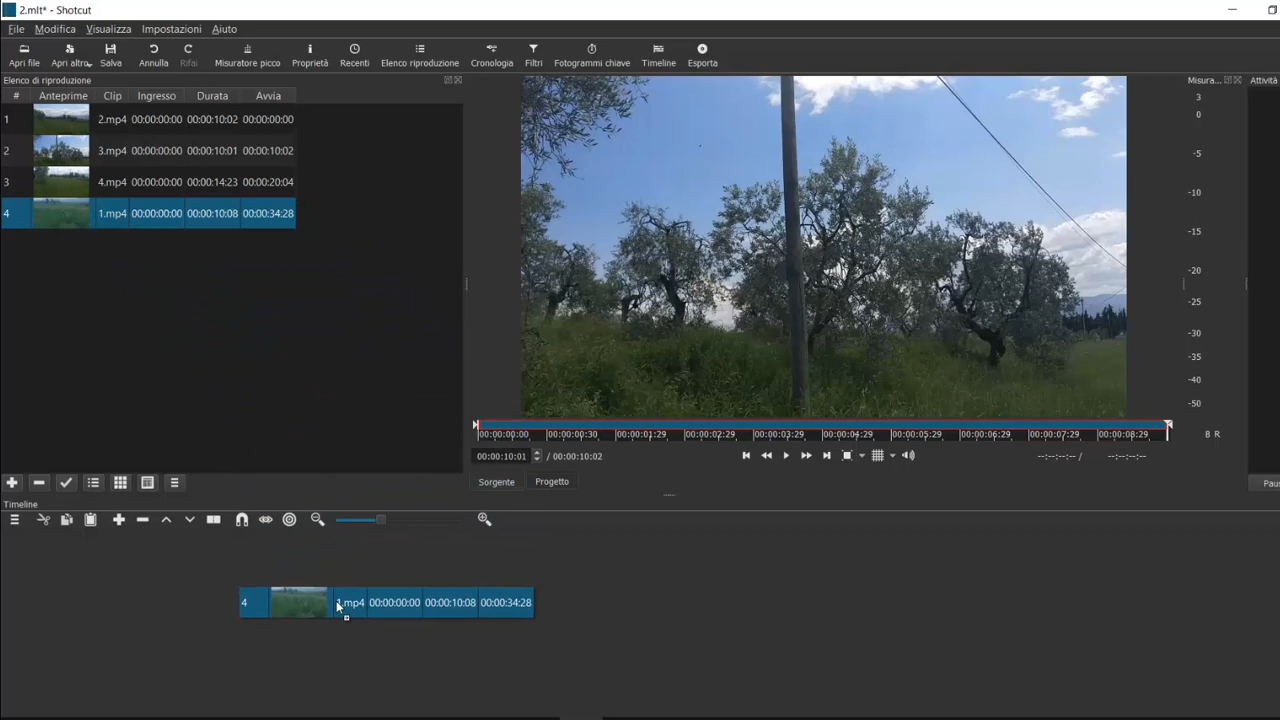 2.mlt* - Shotcut
File Modifica Visualizza Impostazioni Aiuto
Apri file Apri altro.. Salva Annulla Rifai Misuratore picco Proprietà Recenti Elenco di riproduzione Cronologia Filtri Fotogrammi chiave Timeline Esporta
Elenco di riproduzione
# Anteprime Clip Ingresso Durata Avvia
1 2.mp4 00:00:00:00 00:00:10:02 00:00:00:00
2 3.mp4 00:00:00:00 00:00:10:01 00:00:10:02
3 4.mp4 00:00:00:00 00:00:14:23 00:00:20:04
4 1.mp4 00:00:00:00 00:00:10:08 00:00:34:28
Misura... Attività
3
0
-5
-10
-15
-20
-25
-30
-35
-40
-50
B R
00:00:00:00 00:00:00:30 00:00:01:29 00:00:02:29 00:00:03:29 00:00:04:29 00:00:05:29 00:00:06:29 00:00:07:29 00:00:08:29
00:00:10:01 / 00:00:10:02 --:--:--:-- / --:--:--:--
Sorgente Progetto
Paus
Timeline
4 1.mp4 00:00:00:00 00:00:10:08 00:00:34:28